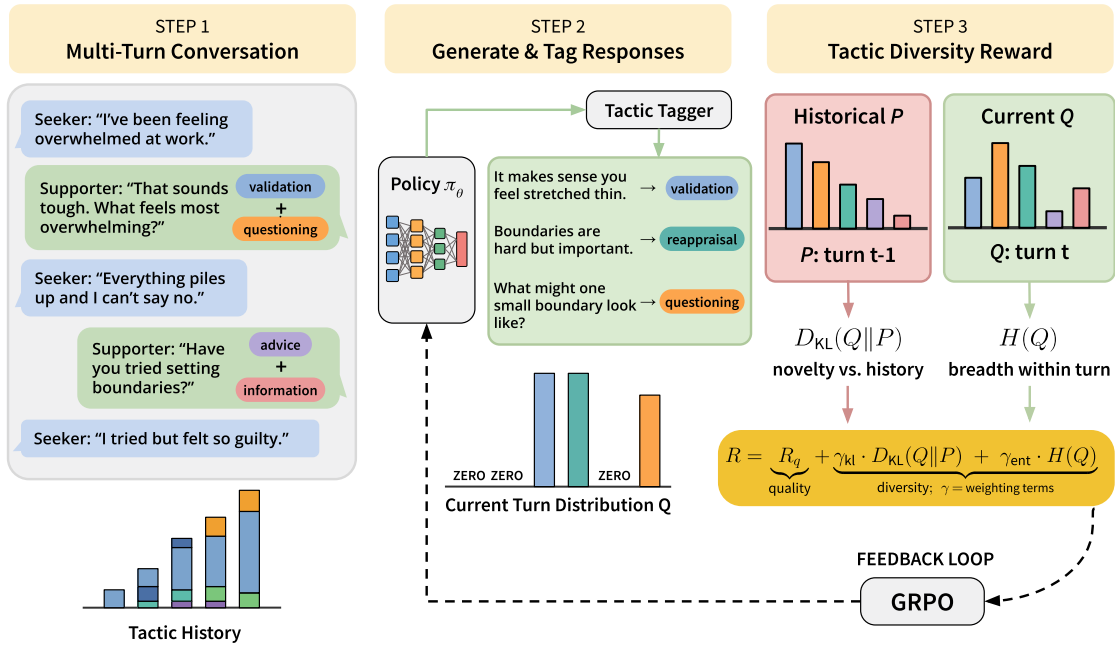 STEP 1
Multi-Turn Conversation
Seeker: “I’ve been feeling
overwhelmed at work.”
Supporter: “That sounds
tough. What feels most
overwhelming?”
validation
+
questioning
Seeker: “Everything piles
up and I can’t say no.”
Supporter: “Have
you tried setting
boundaries?”
advice
+
information
Seeker: “I tried but felt so guilty.”
Tactic History
STEP 2
Generate & Tag Responses
Tactic Tagger
Policy πθ
It makes sense you
feel stretched thin.
→ validation
Boundaries are
hard but important.
→ reappraisal
What might one
small boundary look
like?
→ questioning
ZERO ZERO ZERO
Current Turn Distribution Q
STEP 3
Tactic Diversity Reward
Historical P
P: turn t-1
Current Q
Q: turn t
D_KL(Q∥P)
novelty vs. history
H(Q)
breadth within turn
R = R_q + γ_kl · D_KL(Q∥P) + γ_ent · H(Q)
quality
diversity; γ = weighting terms
FEEDBACK LOOP
GRPO